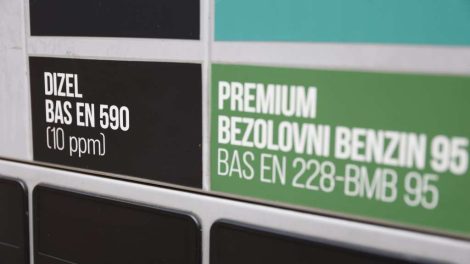 DIZEL
BAS EN 590
(10 ppm)
PREMIUM
BEZOLOVNI BENZIN 95
BAS EN 228-BMB 95